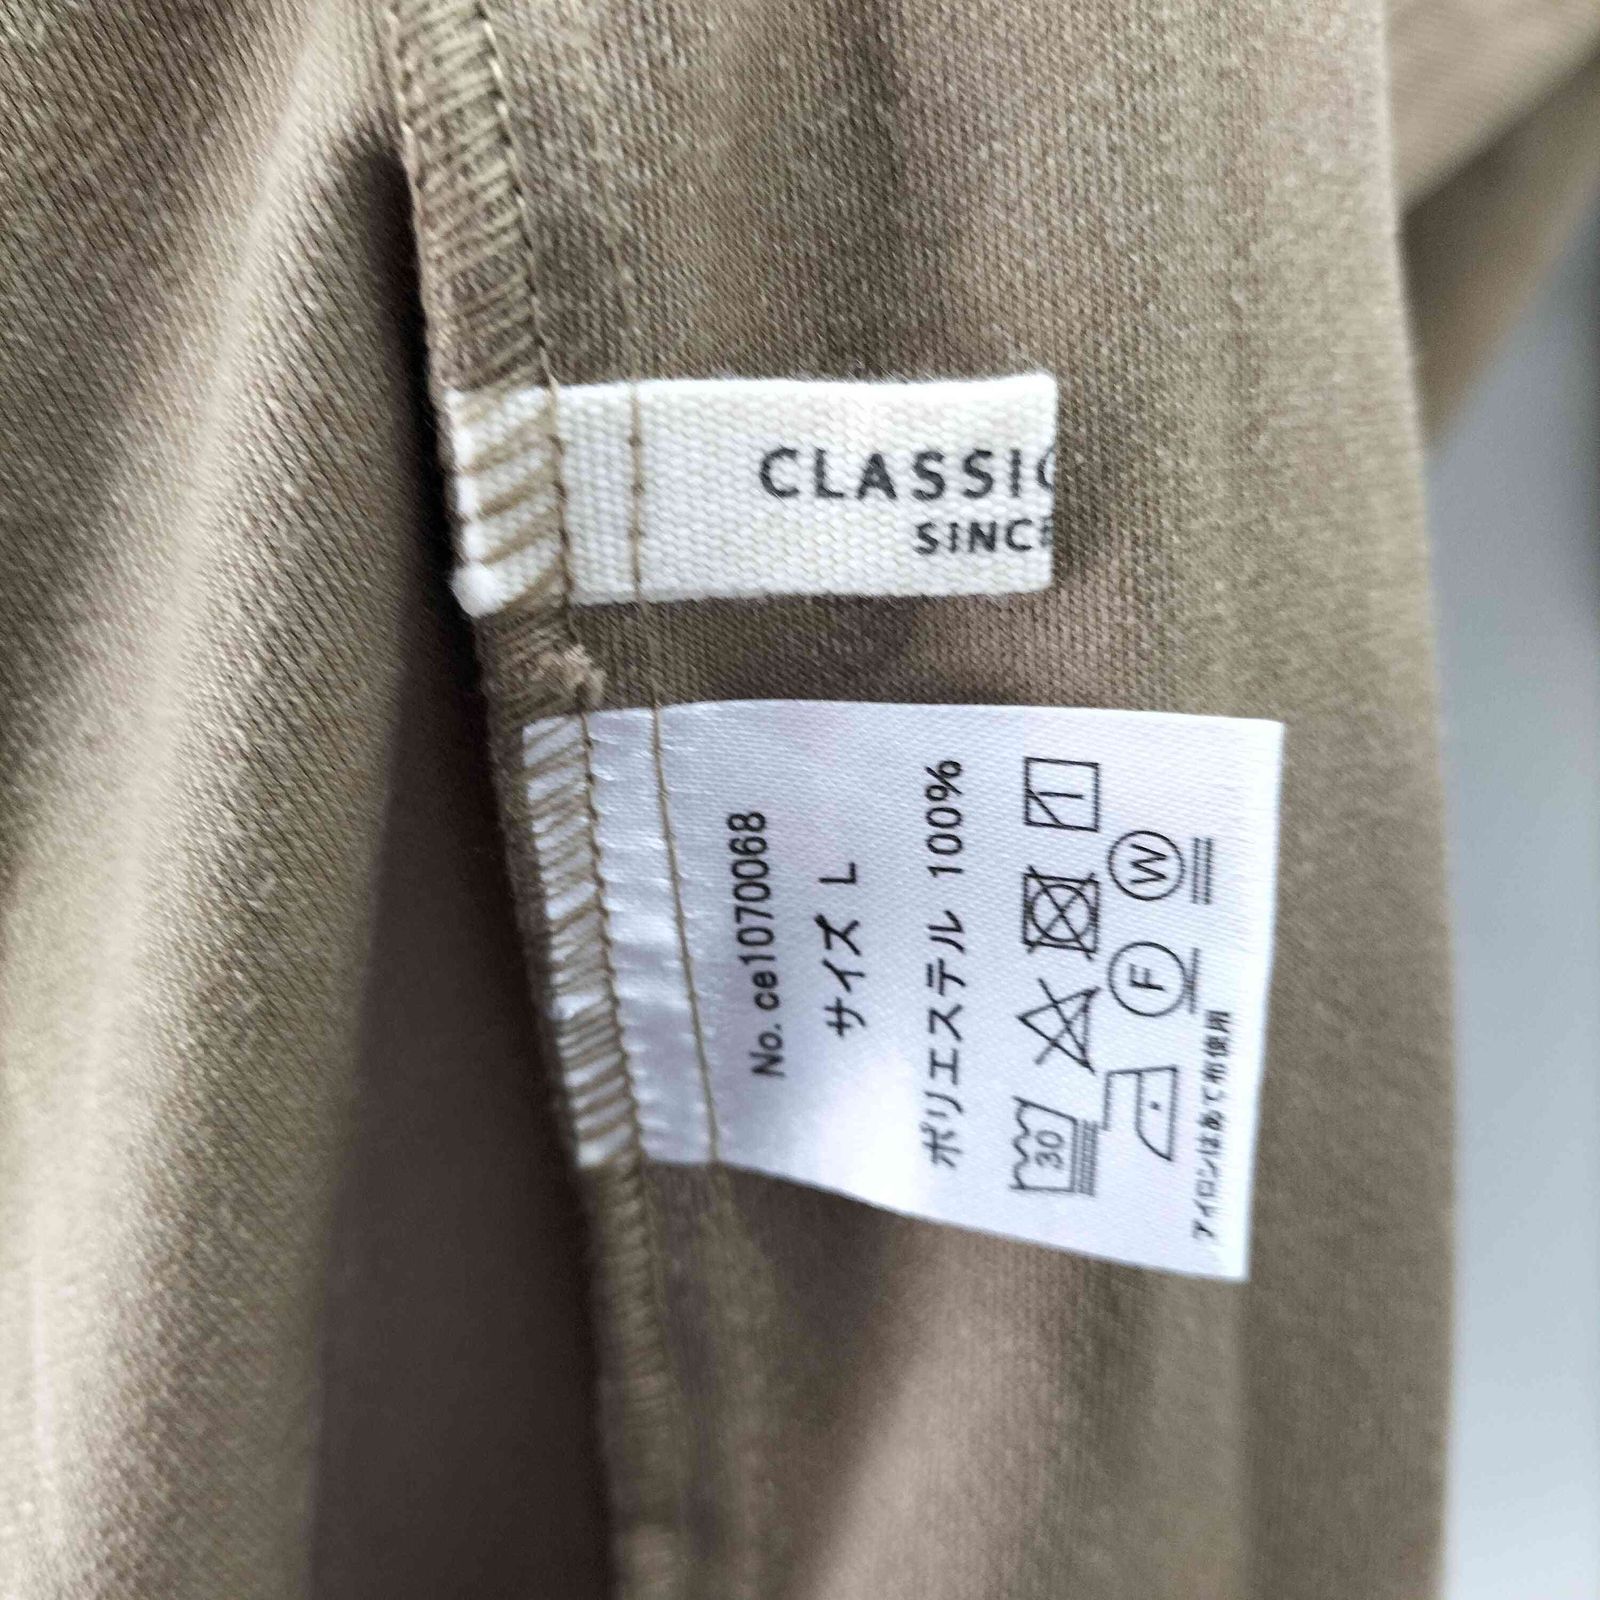 CLASSIC
SINCE
No. ce1070068
サイズ L
ポリエステル 100%
30
F
W
アイロンはあて布使用